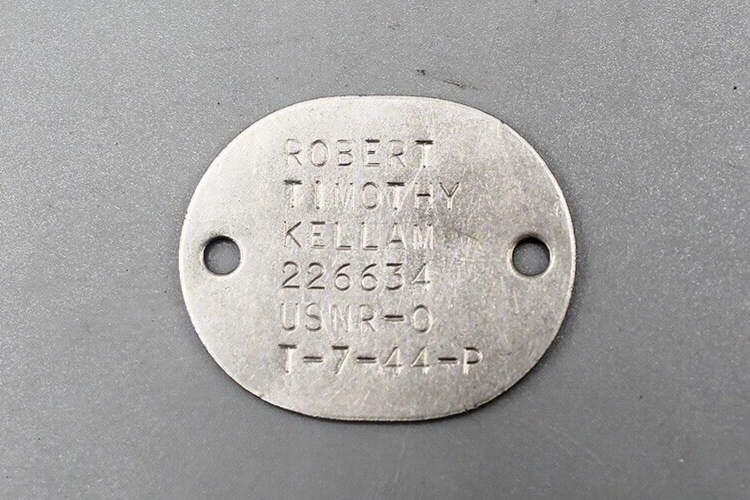 ROBERT
TIMOTHY
KELLAM
226634
USNR-O
T-7-44-P